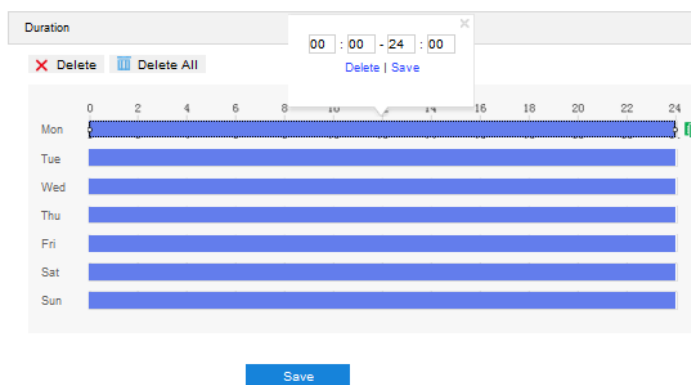 Duration
00 : 00 - 24 : 00
Delete | Save
Delete Delete All
0 2 4 6 8 10 12 14 16 18 20 22 24
Mon
Tue
Wed
Thu
Fri
Sat
Sun
Save